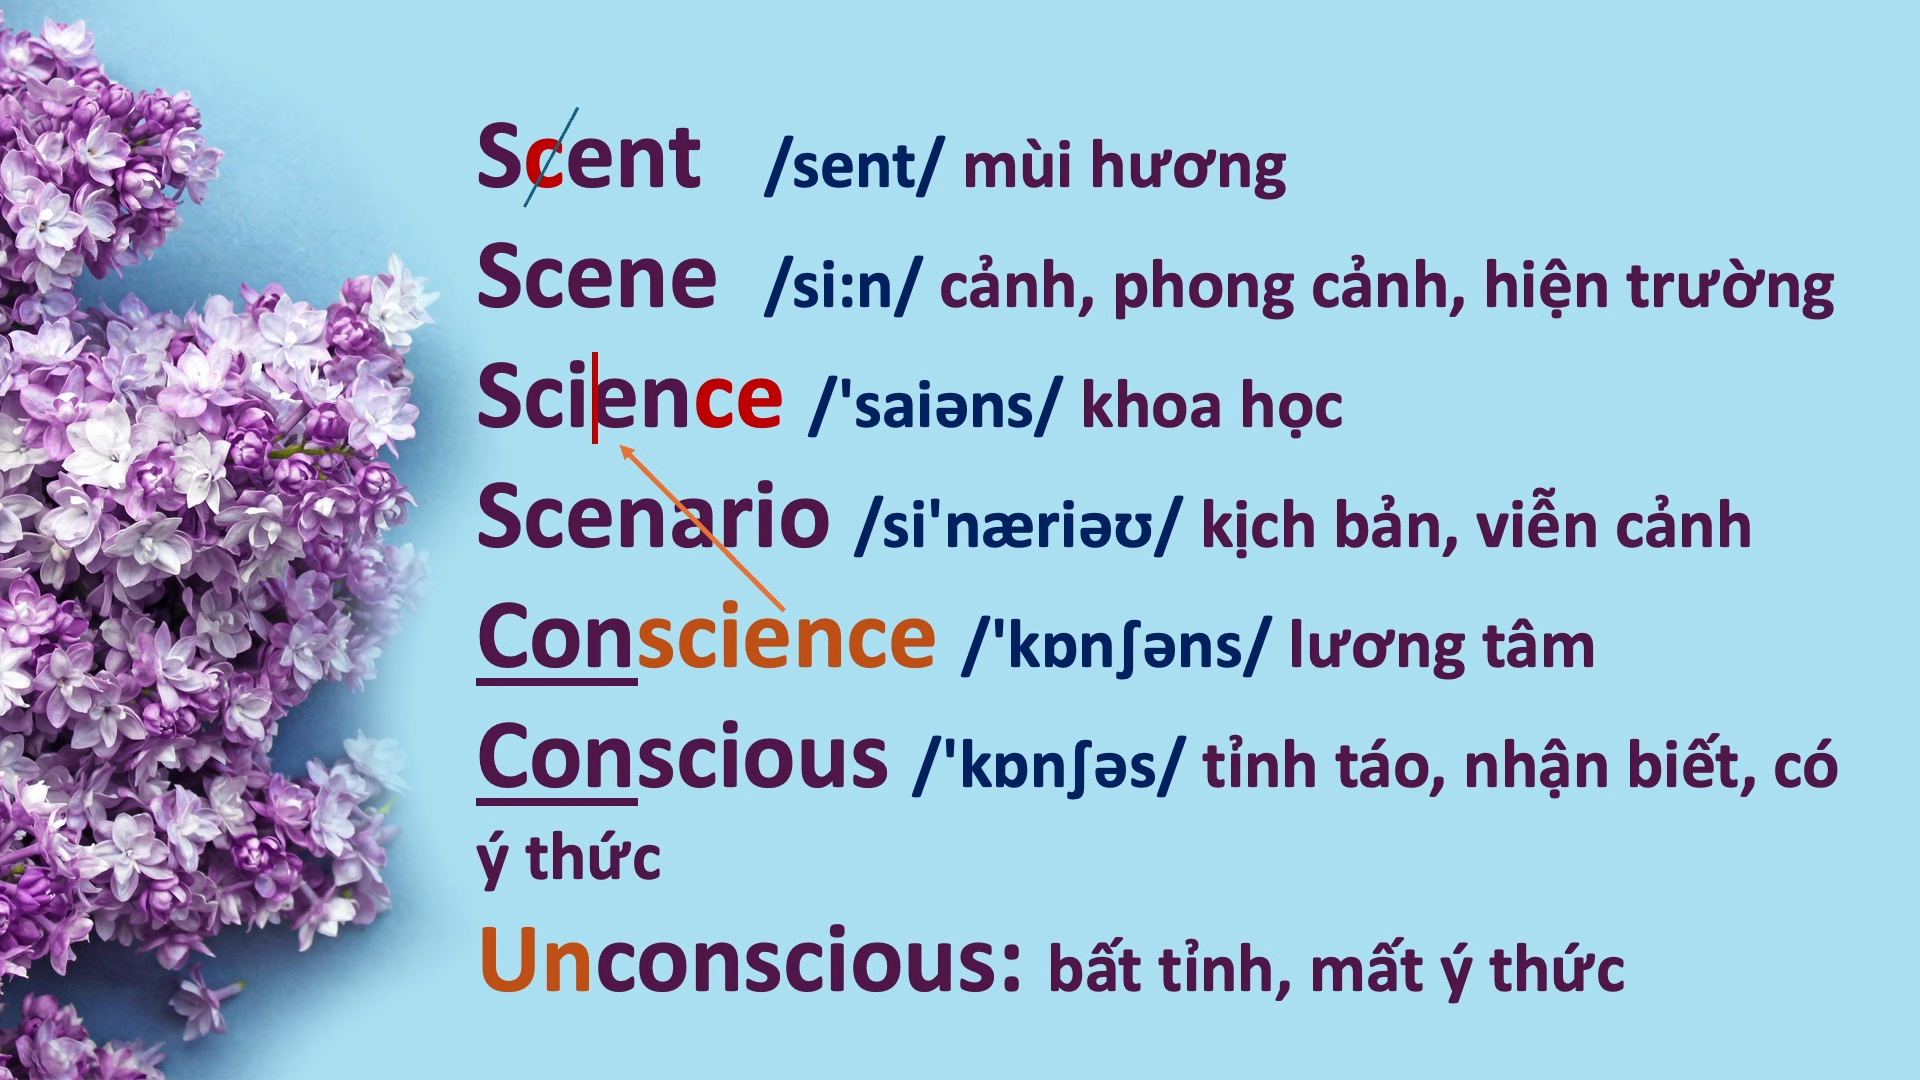 Scent /sent/ mùi hương
Scene /si:n/ cảnh, phong cảnh, hiện trường
Science /'saiəns/ khoa học
Scenario /si'næriəʊ/ kịch bản, viễn cảnh
Conscience /'kɒnʃəns/ lương tâm
Conscious /'kɒnʃəs/ tỉnh táo, nhận biết, có
ý thức
Unconscious: bất tỉnh, mất ý thức